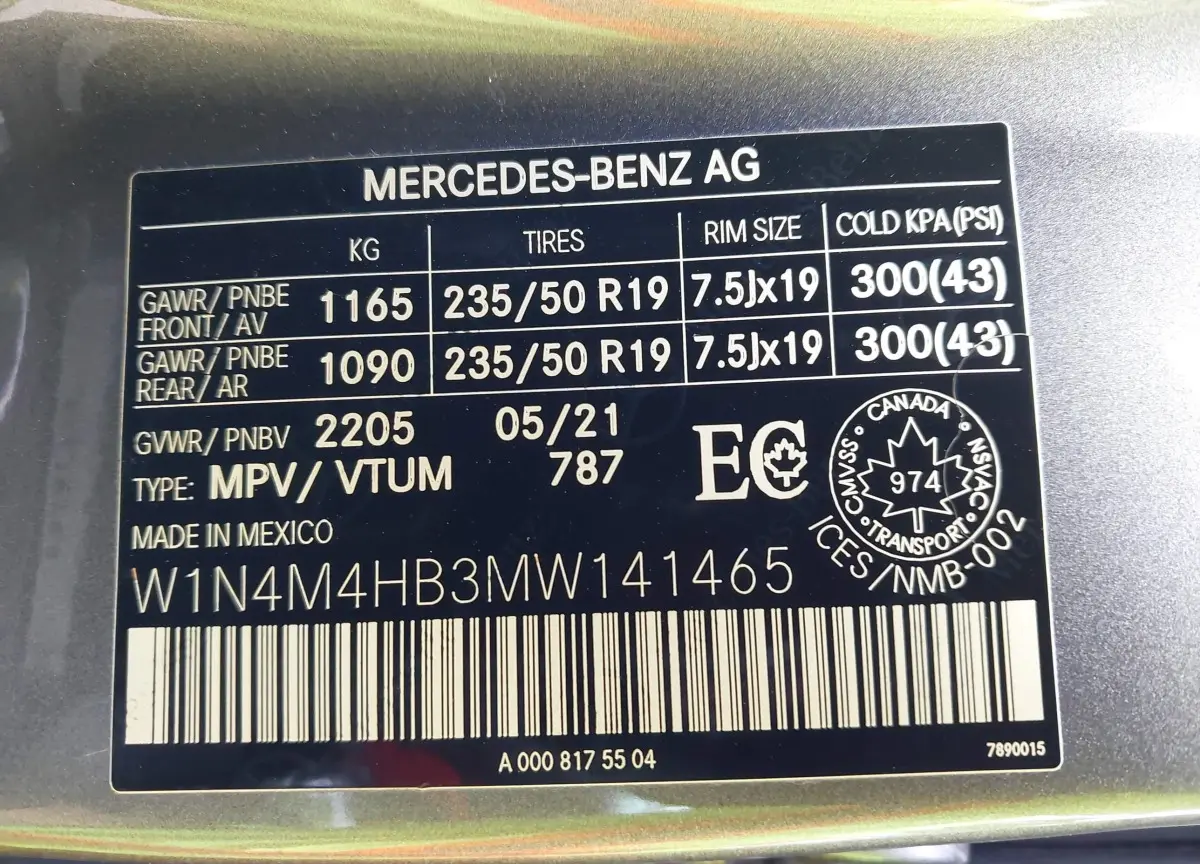 MERCEDES-BENZ AG
KG TIRES RIM SIZE COLD KPA(PSI)
GAWR/ PNBE
FRONT/ AV 1165 235/50 R19 7.5Jx19 300(43)
GAWR/ PNBE
REAR/ AR 1090 235/50 R19 7.5Jx19 300(43)
GVWR/ PNBV 2205 05/21
TYPE: MPV/ VTUM 787
EC
CANADA
CMVSS NSVAC
974
TRANSPORT
ICES/NMB-002
MADE IN MEXICO
W1N4M4HB3MW141465
A 000 817 55 04
7890015